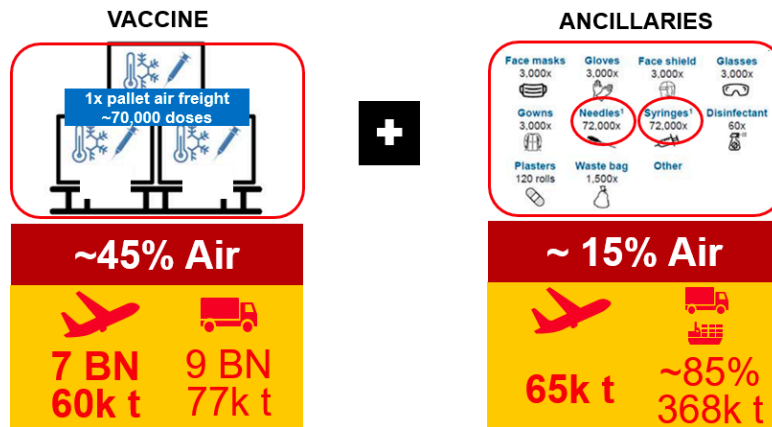 VACCINE
1x pallet air freight
~70,000 doses
~45% Air
7 BN
60k t
9 BN
77k t
ANCILLARIES
Face masks
3,000x
Gloves
3,000x
Face shield
3,000x
Glasses
3,000x
Gowns
3,000x
Needles¹
72,000x
Syringes¹
72,000x
Disinfectant
60x
Plasters
120 rolls
Waste bag
1,500x
Other
~ 15% Air
65k t
~85%
368k t